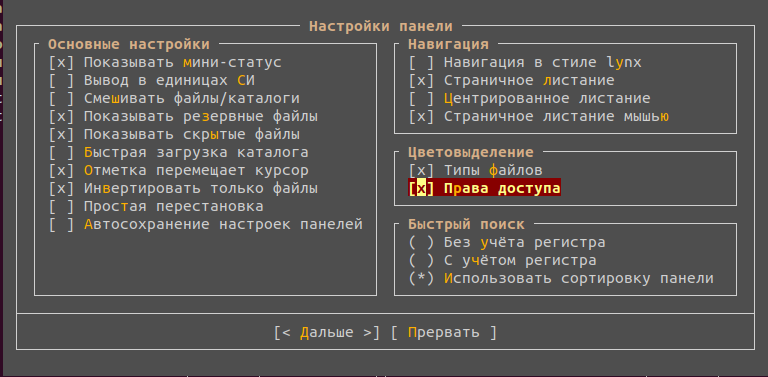 Настройки панели
Основные настройки
[x] Показывать мини-статус
[ ] Вывод в единицах СИ
[ ] Смешивать файлы/каталоги
[x] Показывать резервные файлы
[x] Показывать скрытые файлы
[ ] Быстрая загрузка каталога
[x] Отметка перемещает курсор
[x] Инвертировать только файлы
[ ] Простая перестановка
[ ] Автосохранение настроек панелей
Навигация
[ ] Навигация в стиле lynx
[x] Страничное листание
[ ] Центрированное листание
[x] Страничное листание мышью
Цветовыделение
[x] Типы файлов
[x] Права доступа
Быстрый поиск
( ) Без учёта регистра
( ) С учётом регистра
(*) Использовать сортировку панели
[< Дальше >] [ Прервать ]